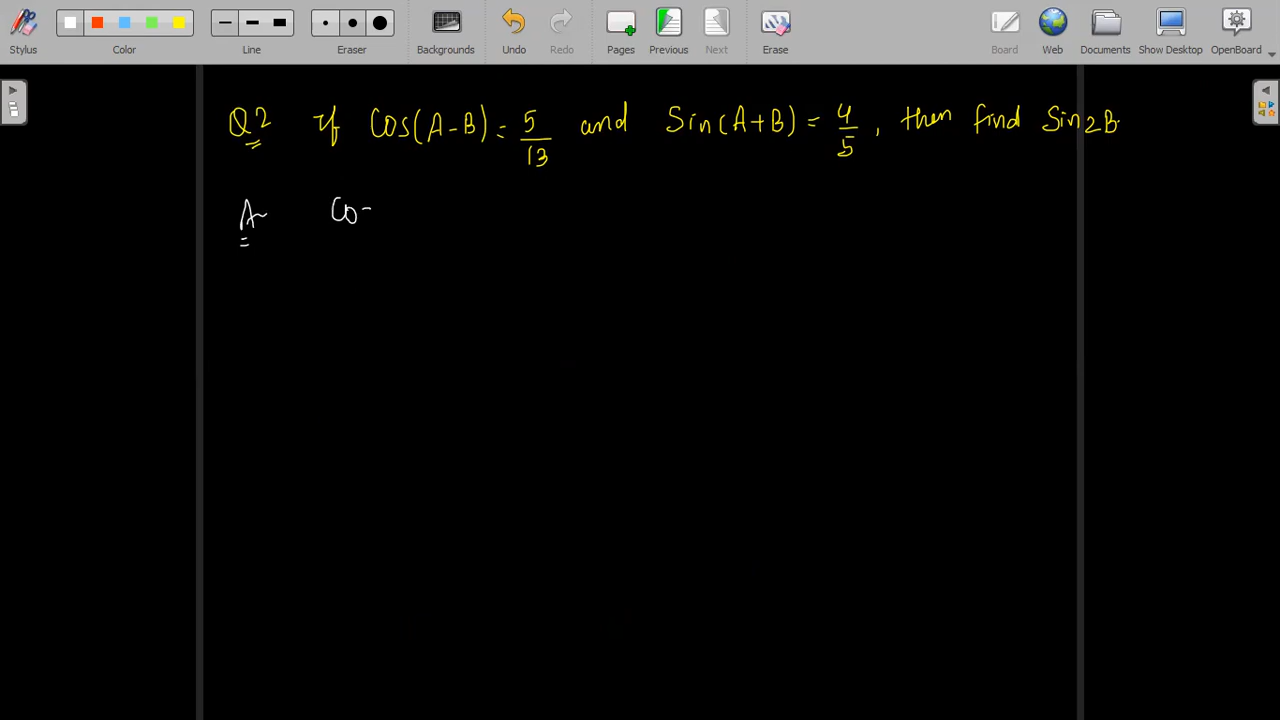 Stylus Color Line Eraser Backgrounds Undo Redo Pages Previous Next Erase Board Web Documents Show Desktop OpenBoard
Q2 If Cos(A-B) = 5/13 and Sin(A+B) = 4/5, then find Sin2B
A Co